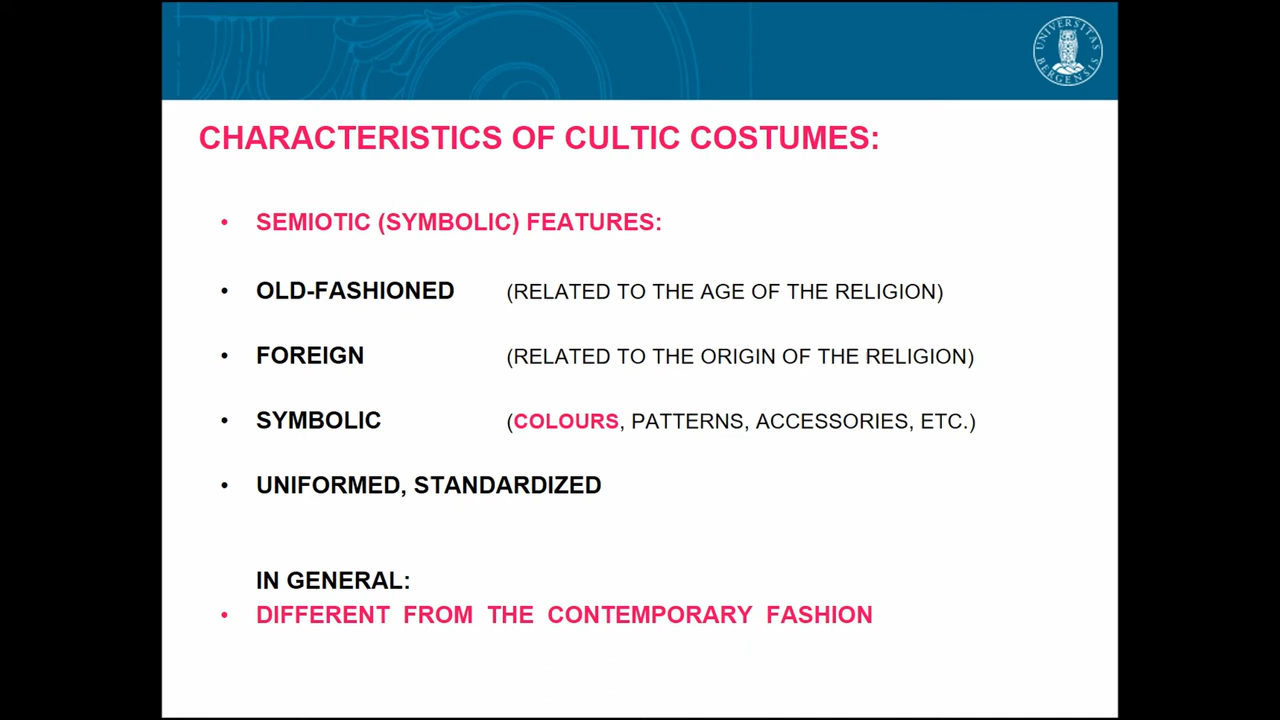 UNIVERSITAS
BERGENSIS
CHARACTERISTICS OF CULTIC COSTUMES:
• SEMIOTIC (SYMBOLIC) FEATURES:
• OLD-FASHIONED (RELATED TO THE AGE OF THE RELIGION)
• FOREIGN (RELATED TO THE ORIGIN OF THE RELIGION)
• SYMBOLIC (COLOURS, PATTERNS, ACCESSORIES, ETC.)
• UNIFORMED, STANDARDIZED
IN GENERAL:
• DIFFERENT FROM THE CONTEMPORARY FASHION